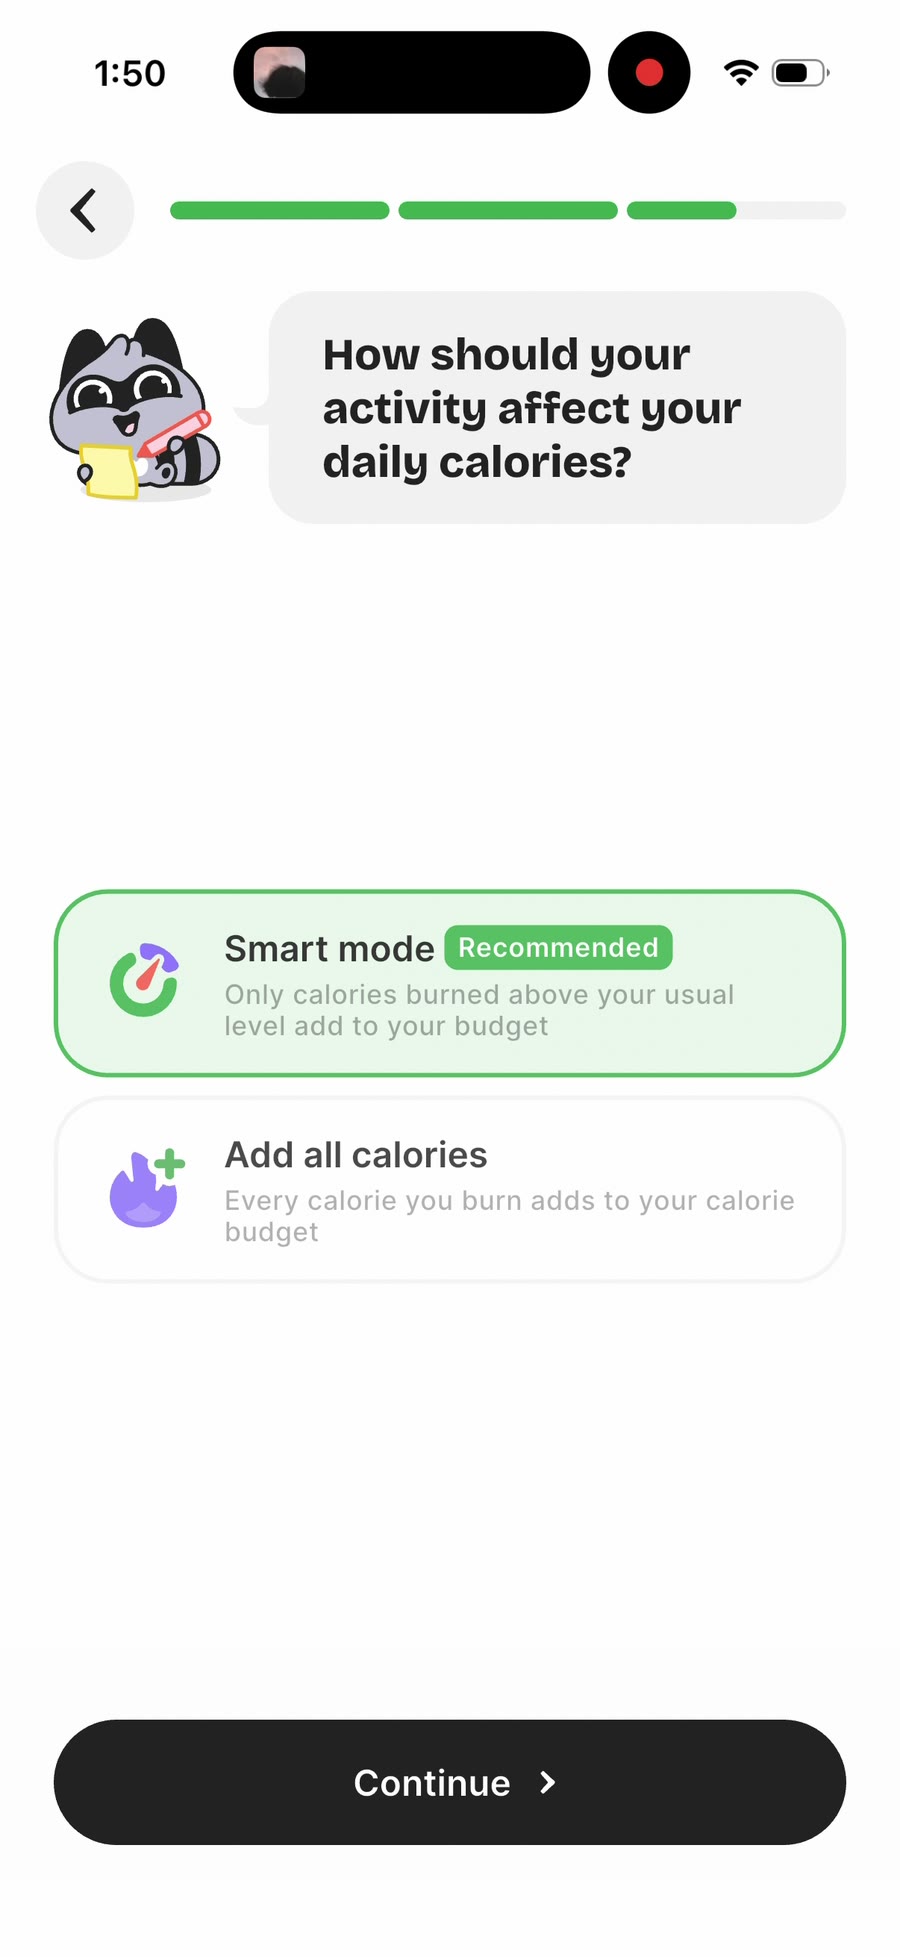 1:50
How should your
activity affect your
daily calories?
Smart mode Recommended
Only calories burned above your usual
level add to your budget
Add all calories
Every calorie you burn adds to your calorie
budget
Continue